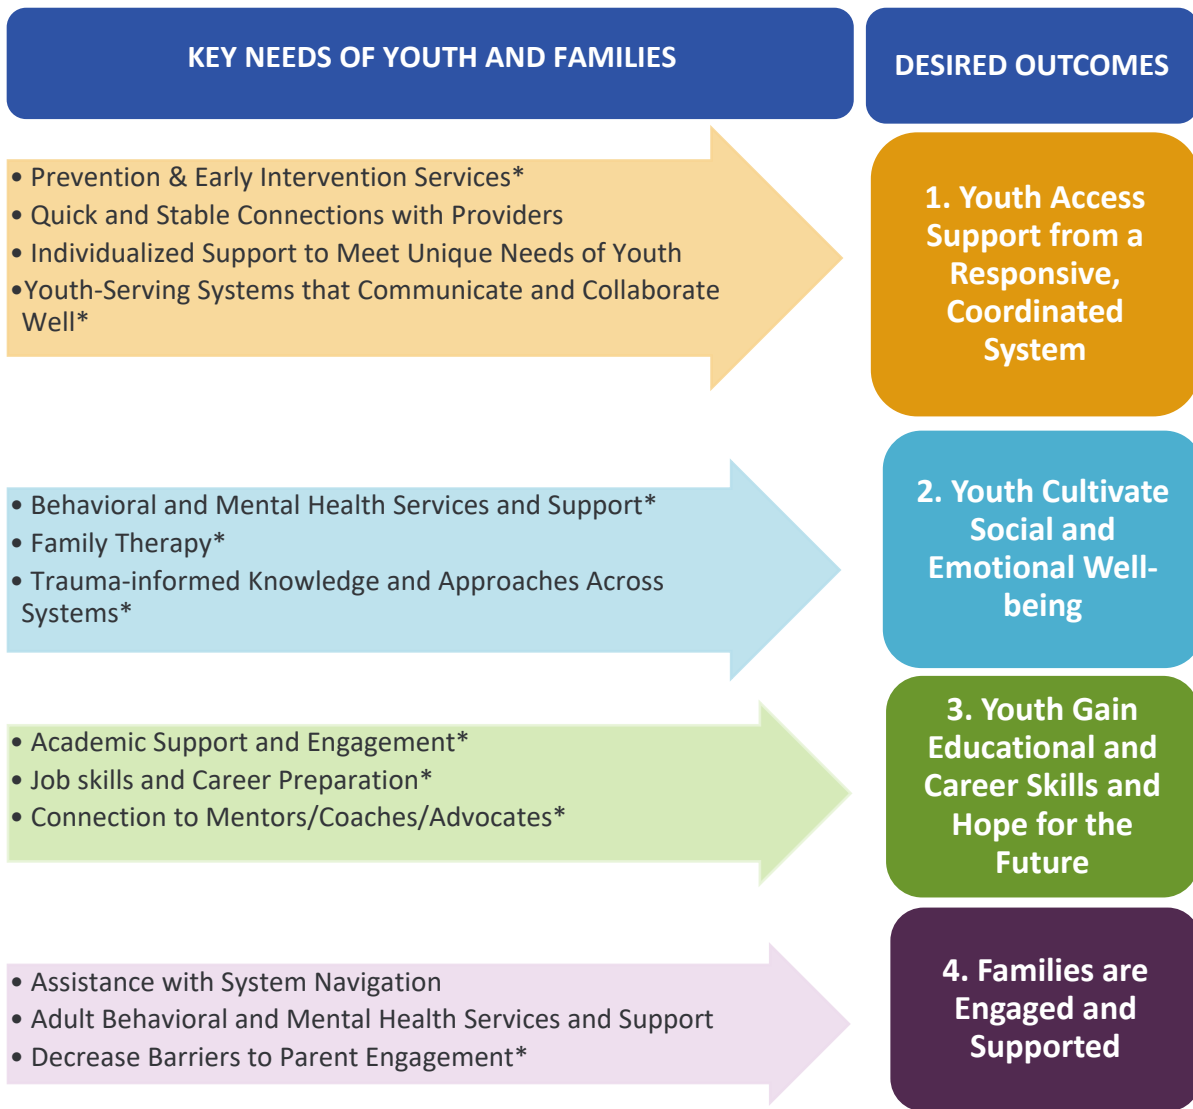 KEY NEEDS OF YOUTH AND FAMILIES
DESIRED OUTCOMES
• Prevention & Early Intervention Services*
• Quick and Stable Connections with Providers
• Individualized Support to Meet Unique Needs of Youth
•Youth-Serving Systems that Communicate and Collaborate
Well*
1. Youth Access
Support from a
Responsive,
Coordinated
System
• Behavioral and Mental Health Services and Support*
• Family Therapy*
• Trauma-informed Knowledge and Approaches Across
Systems*
2. Youth Cultivate
Social and
Emotional Well-
being
• Academic Support and Engagement*
• Job skills and Career Preparation*
• Connection to Mentors/Coaches/Advocates*
3. Youth Gain
Educational and
Career Skills and
Hope for the
Future
• Assistance with System Navigation
• Adult Behavioral and Mental Health Services and Support
• Decrease Barriers to Parent Engagement*
4. Families are
Engaged and
Supported